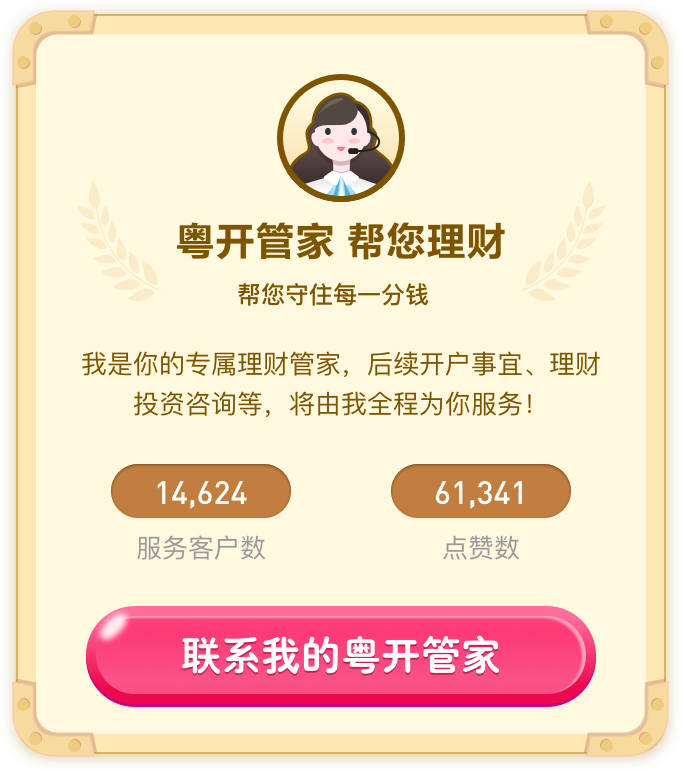 粤开管家 帮您理财
帮您守住每一分钱
我是你的专属理财管家，后续开户事宜、理财
投资咨询等，将由我全程为你服务！
14,624
61,341
服务客户数
点赞数
联系我的粤开管家